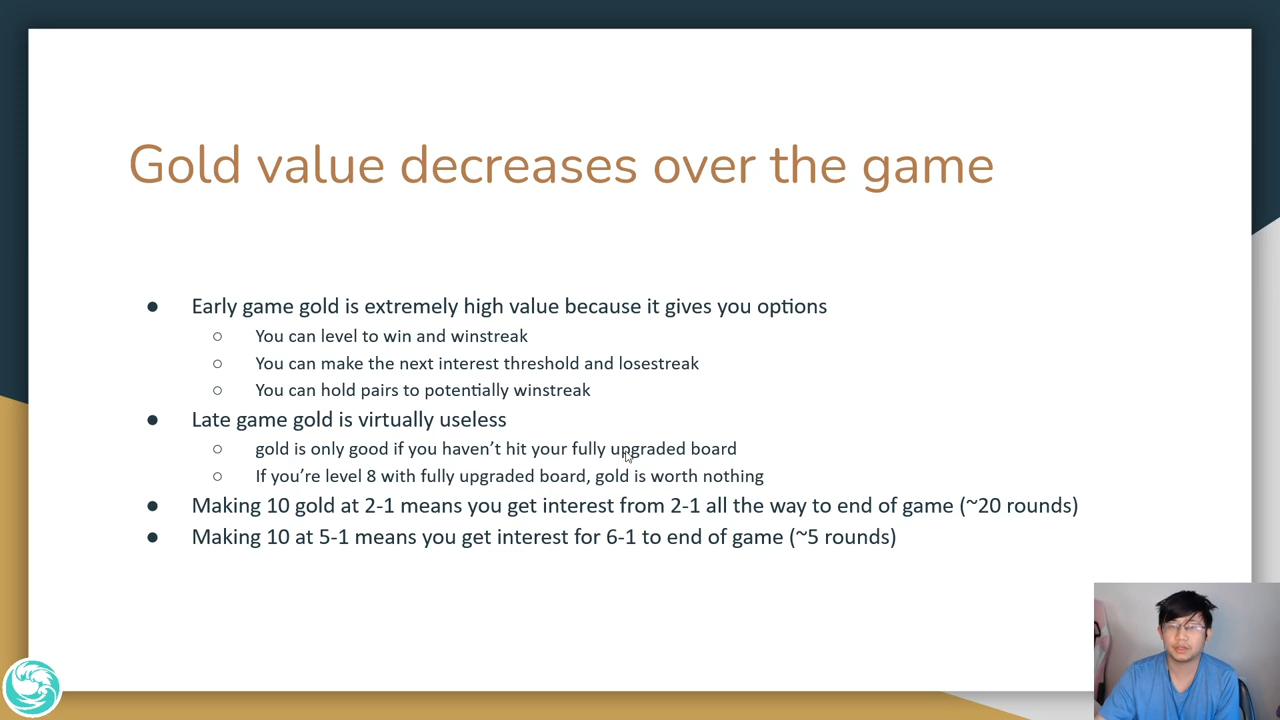 Gold value decreases over the game
● Early game gold is extremely high value because it gives you options
○ You can level to win and winstreak
○ You can make the next interest threshold and losestreak
○ You can hold pairs to potentially winstreak
● Late game gold is virtually useless
○ gold is only good if you haven’t hit your fully upgraded board
○ If you’re level 8 with fully upgraded board, gold is worth nothing
● Making 10 gold at 2-1 means you get interest from 2-1 all the way to end of game (~20 rounds)
● Making 10 at 5-1 means you get interest for 6-1 to end of game (~5 rounds)